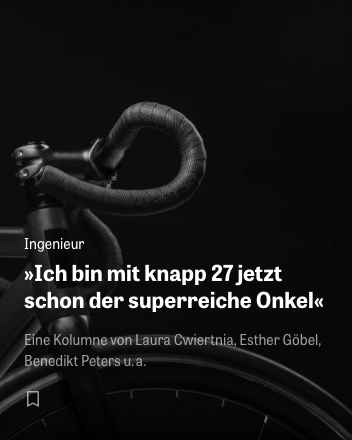 Ingenieur
»Ich bin mit knapp 27 jetzt
schon der superreiche Onkel«
Eine Kolumne von Laura Cwiertnia, Esther Göbel,
Benedikt Peters u. a.